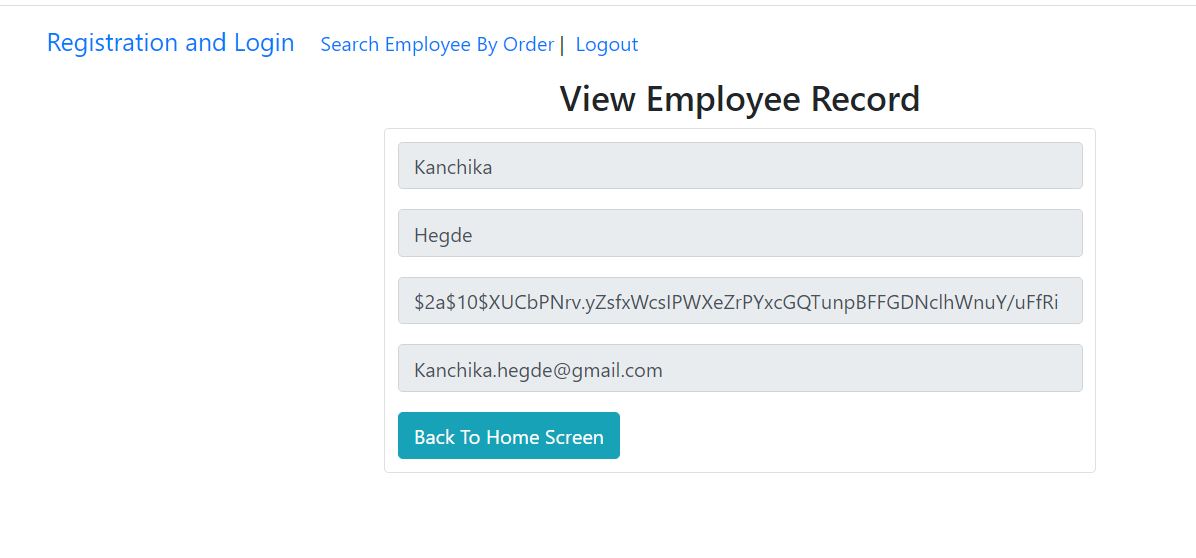 Registration and Login Search Employee By Order | Logout
View Employee Record
Kanchika
Hegde
$2a$10$XUCbPNrv.yZsfxWcsIPWXeZrPYxcGQTunpBFFGDNclhWnuY/uFfRi
Kanchika.hegde@gmail.com
Back To Home Screen